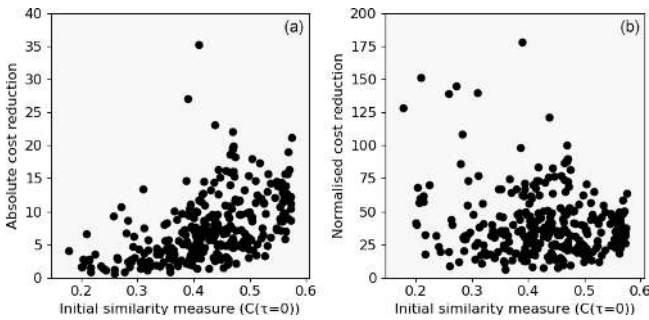 40
35
30
25
20
15
10
5
0
Absolute cost reduction
(a)
0.2 0.3 0.4 0.5 0.6
Initial similarity measure (C(τ=0))
200
175
150
125
100
75
50
25
0
Normalised cost reduction
(b)
0.2 0.3 0.4 0.5 0.6
Initial similarity measure (C(τ=0))